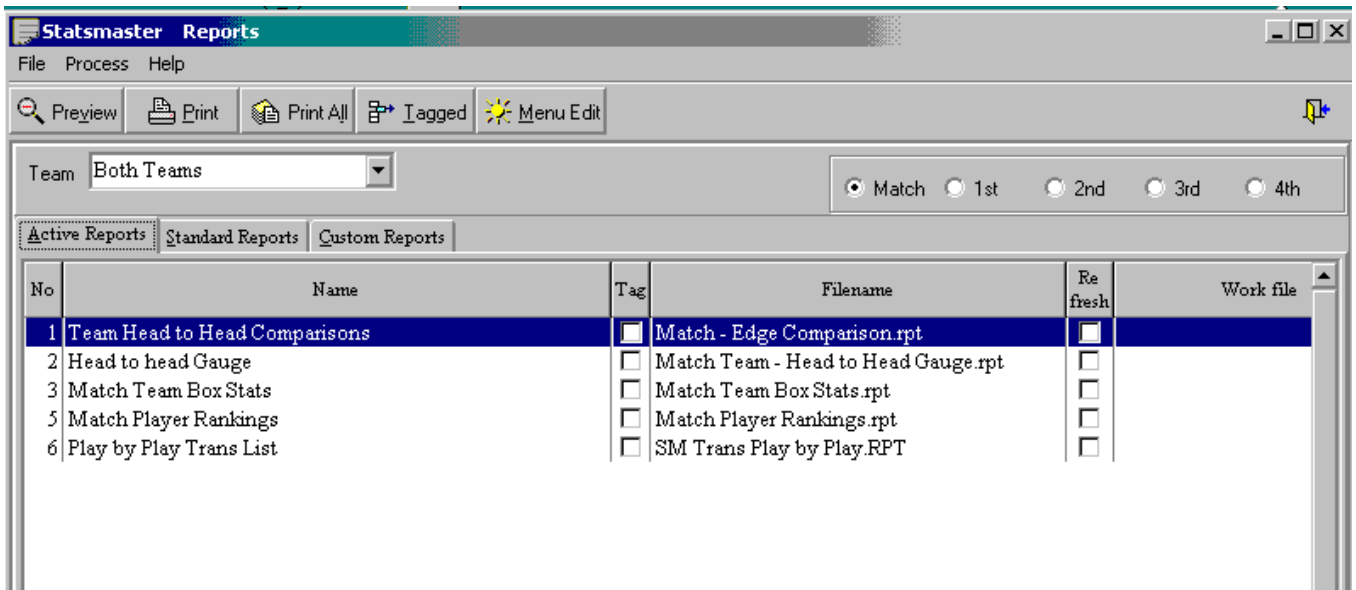 Statsmaster Reports
File Process Help
Preview Print Print All Tagged Menu Edit
Team Both Teams Match 1st 2nd 3rd 4th
Active Reports Standard Reports Custom Reports
No Name Tag Filename Re fresh Work file
1 Team Head to Head Comparisons Match - Edge Comparison.rpt
2 Head to head Gauge Match Team - Head to Head Gauge.rpt
3 Match Team Box Stats Match Team Box Stats.rpt
5 Match Player Rankings Match Player Rankings.rpt
6 Play by Play Trans List SM Trans Play by Play.RPT